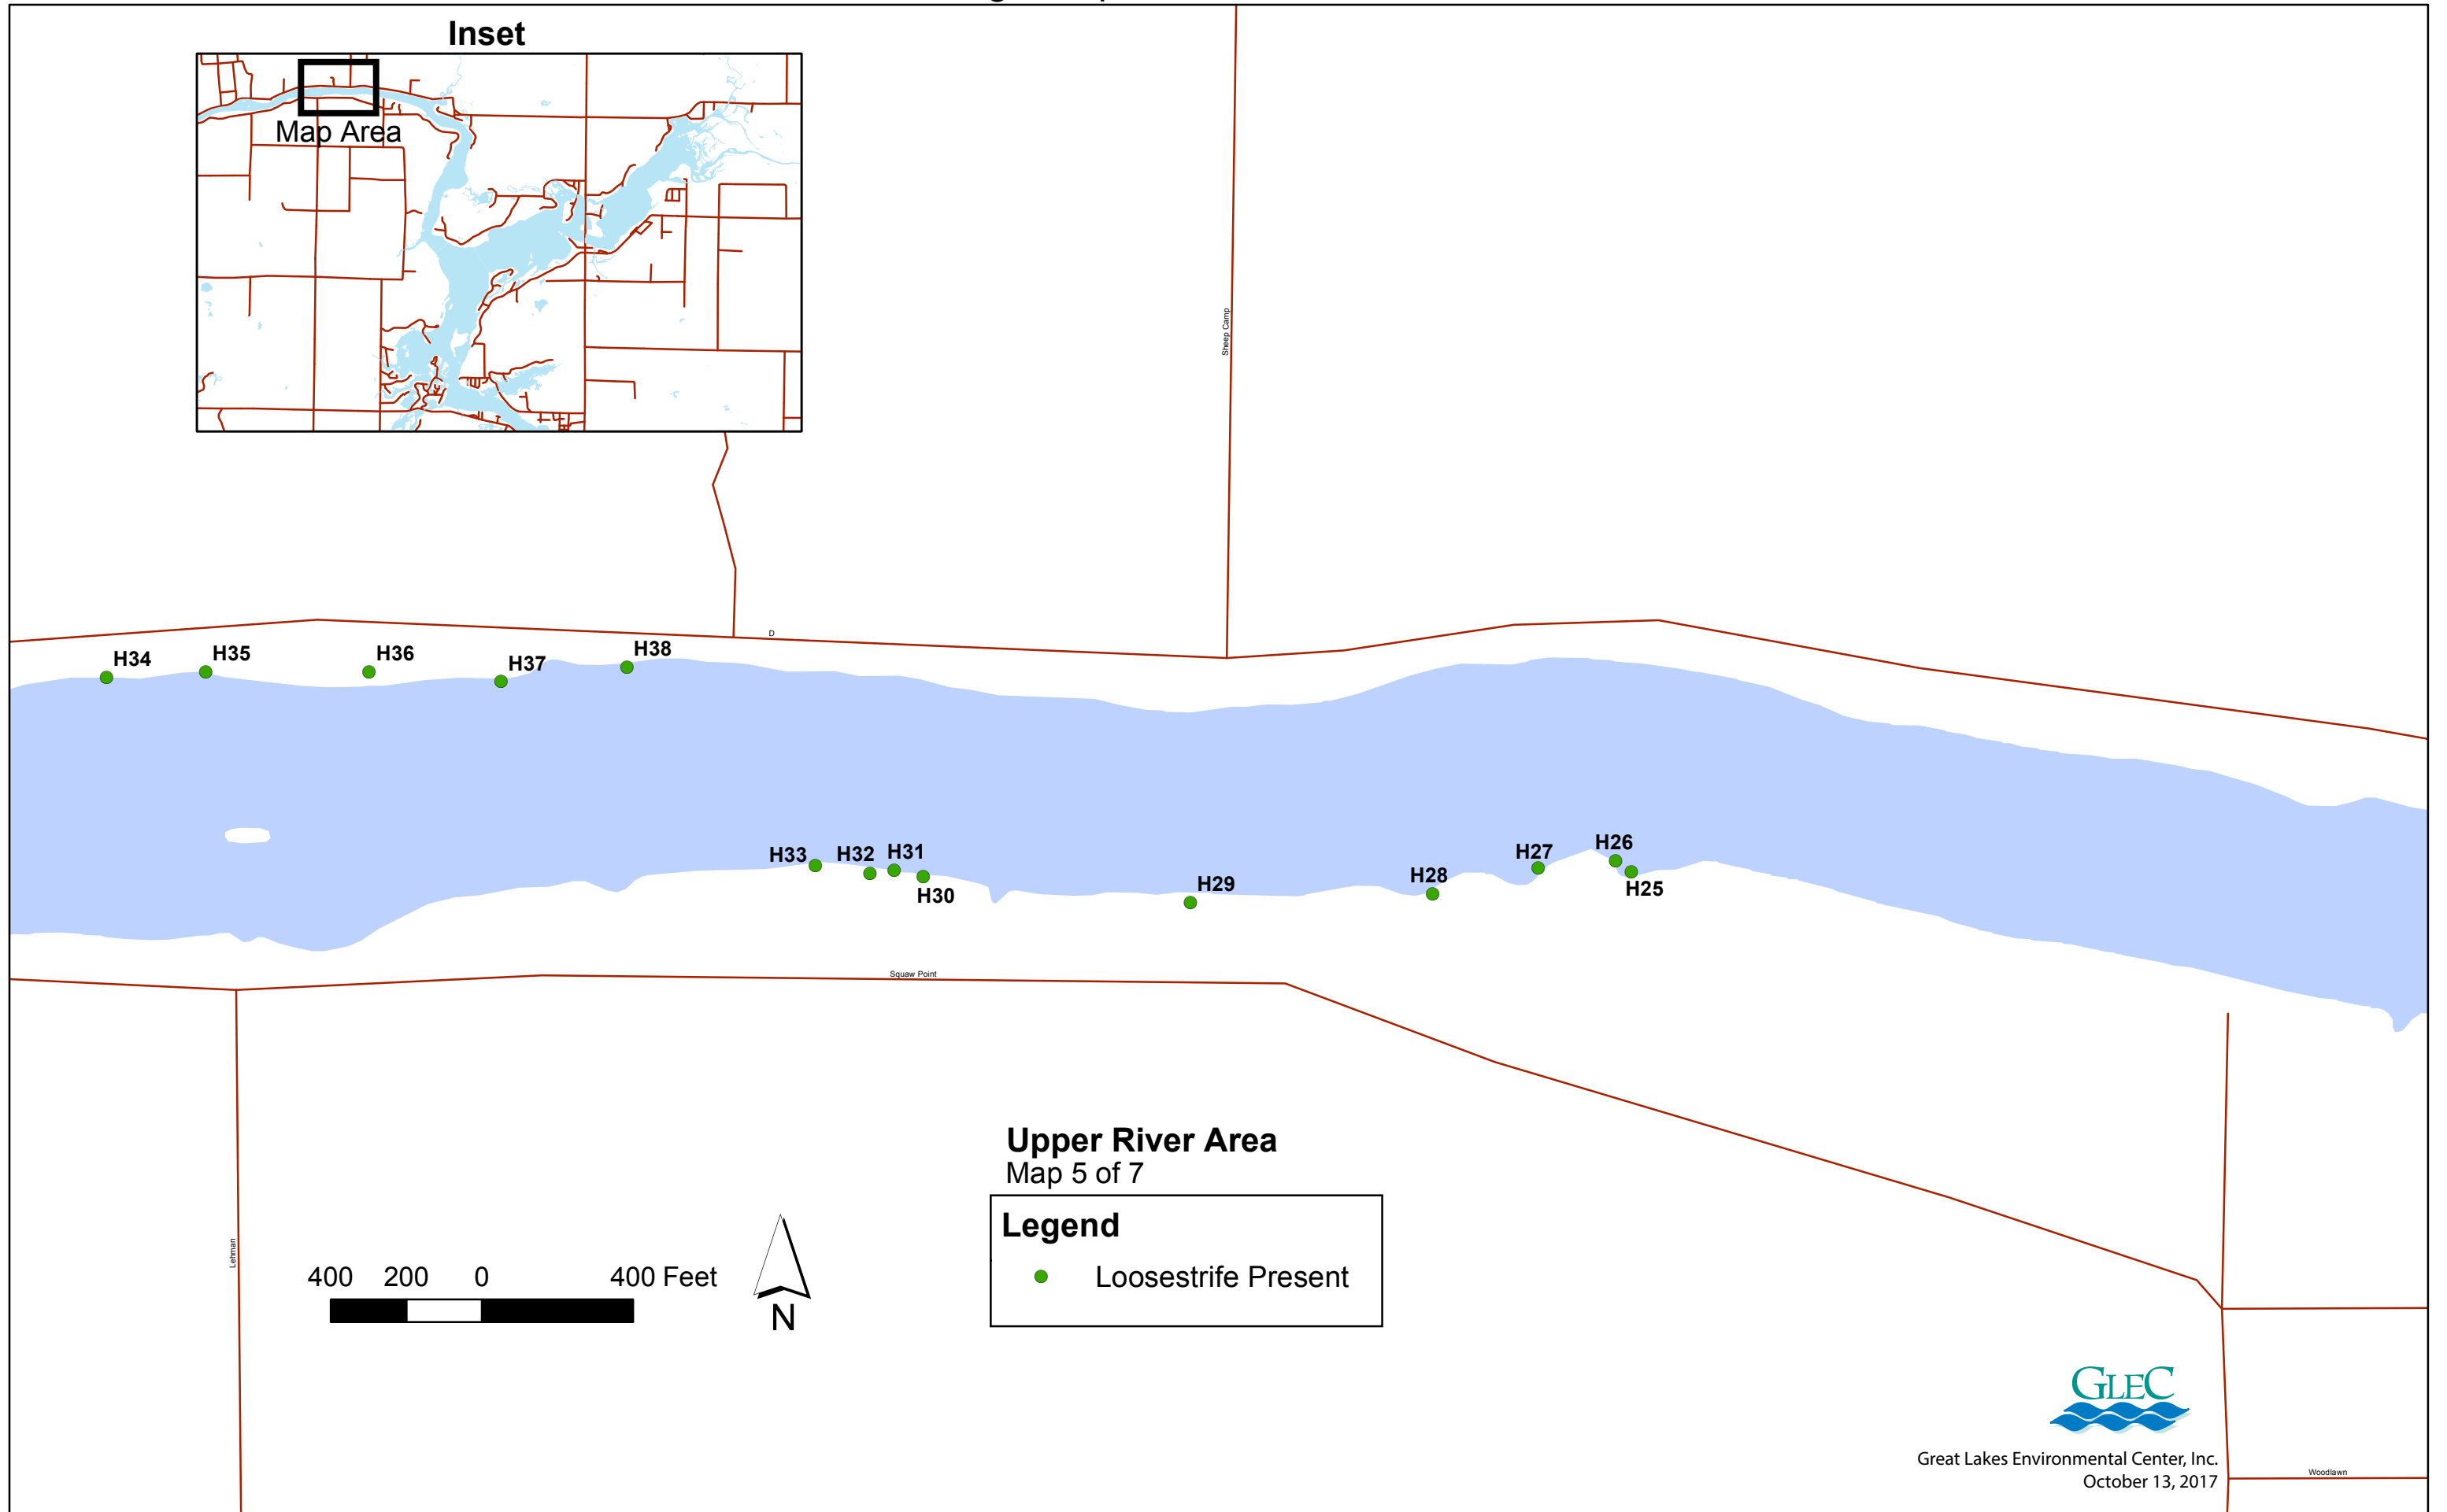 Inset
Map Area
Sheep Camp
D
H34
H35
H36
H37
H38
H33
H32
H31
H30
H29
H28
H27
H26
H25
Squaw Point
Lehman
Upper River Area
Map 5 of 7
Legend
Loosestrife Present
400 200 0 400 Feet
N
GLEC
Great Lakes Environmental Center, Inc.
October 13, 2017
Woodlawn